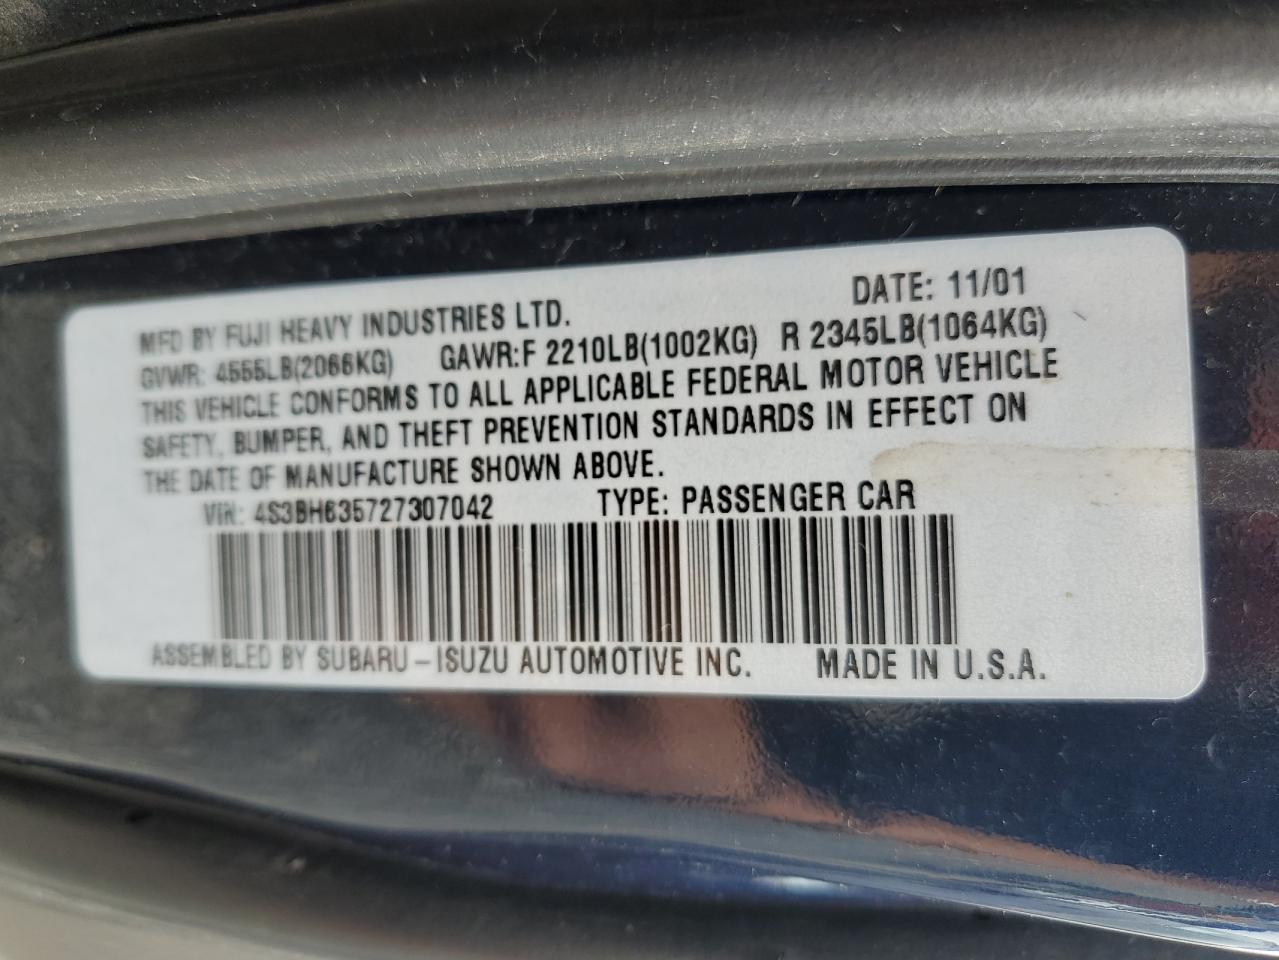 DATE: 11/01
MFD BY FUJI HEAVY INDUSTRIES LTD.
GVWR: 4555LB(2066KG) GAWR:F 2210LB(1002KG) R 2345LB(1064KG)
THIS VEHICLE CONFORMS TO ALL APPLICABLE FEDERAL MOTOR VEHICLE
SAFETY, BUMPER, AND THEFT PREVENTION STANDARDS IN EFFECT ON
THE DATE OF MANUFACTURE SHOWN ABOVE.
VIN: 4S3BH635727307042 TYPE: PASSENGER CAR
ASSEMBLED BY SUBARU-ISUZU AUTOMOTIVE INC. MADE IN U.S.A.